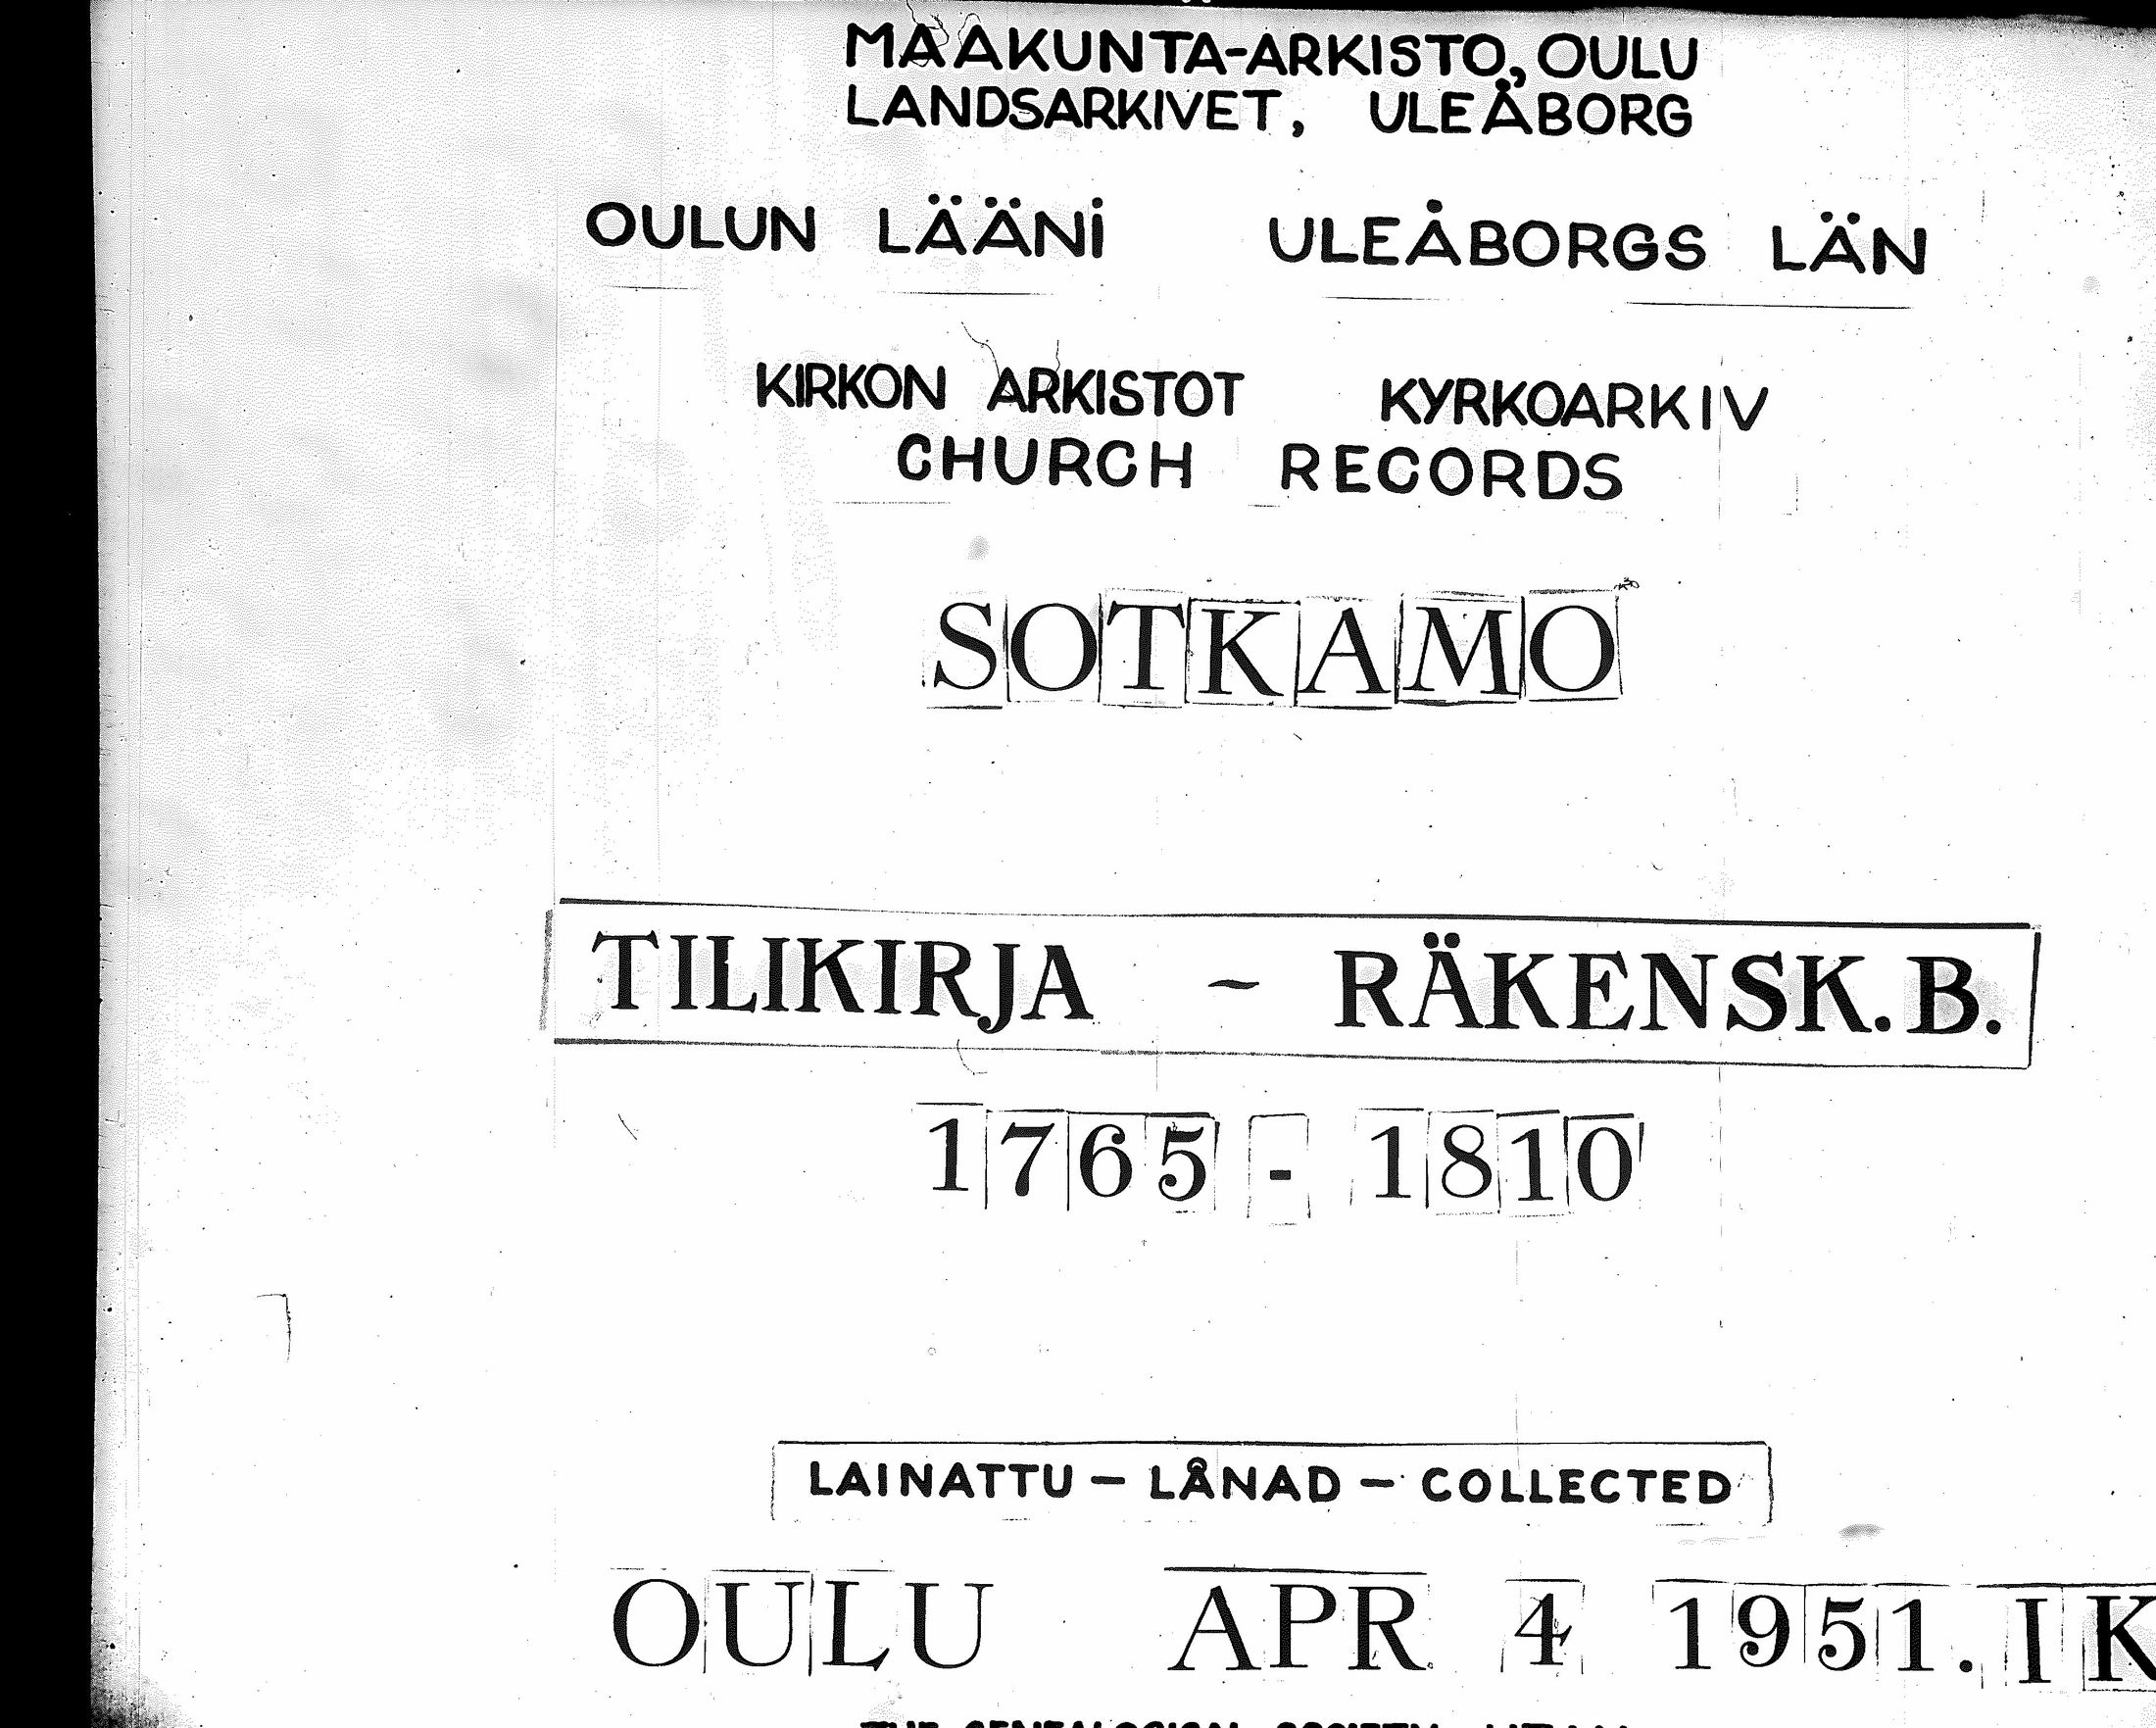 MAAKUNTA-ARKISTO, OULU
LANDSARKIVET, ULEÅBORG
OULUN LÄÄNI ULEÅBORGS LÄN
KIRKON ARKISTOT KYRKOARKIV
CHURCH RECORDS
SOTKAMO
TILIKIRJA - RÄKENSK. B.
1765 - 1810
LAINATTU - LÅNAD - COLLECTED
OULU APR 4 1951. IK